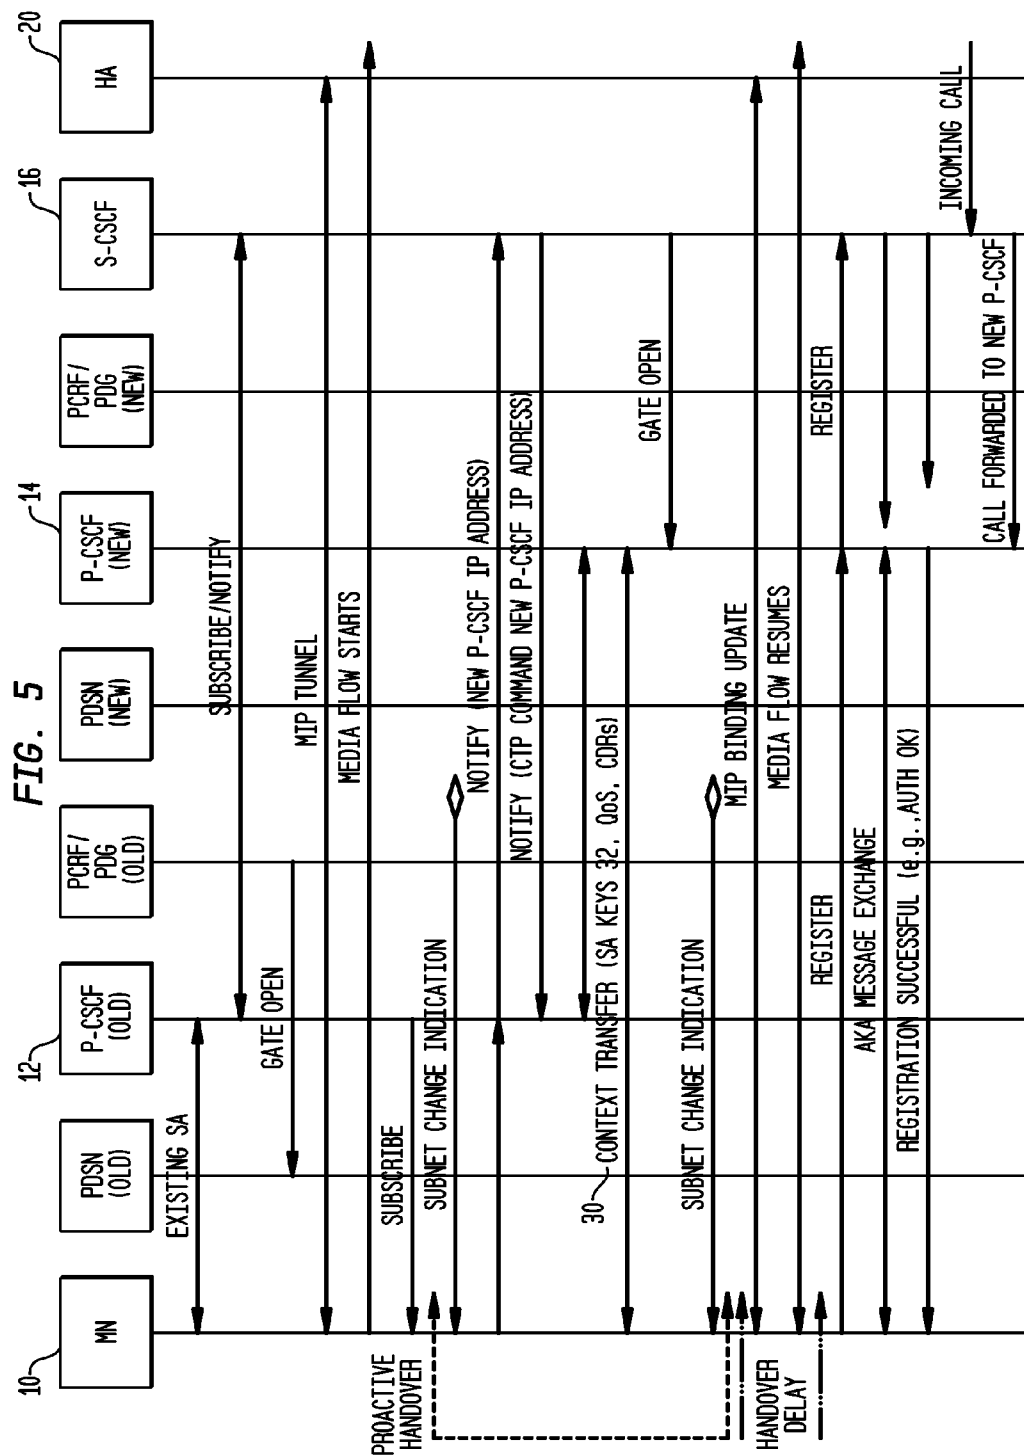 FIG. 5
10
MN
PDSN
(OLD)
12
P-CSCF
(OLD)
PCRF/
PDG
(OLD)
PDSN
(NEW)
14
P-CSCF
(NEW)
PCRF/
PDG
(NEW)
16
S-CSCF
20
HA
EXISTING SA
SUBSCRIBE/NOTIFY
GATE OPEN
MIP TUNNEL
MEDIA FLOW STARTS
SUBSCRIBE
PROACTIVE
HANDOVER
SUBNET CHANGE INDICATION
NOTIFY (NEW P-CSCF IP ADDRESS)
NOTIFY (CTP COMMAND NEW P-CSCF IP ADDRESS)
30
CONTEXT TRANSFER (SA KEYS 32, QoS, CDRs)
GATE OPEN
SUBNET CHANGE INDICATION
MIP BINDING UPDATE
HANDOVER
DELAY
MEDIA FLOW RESUMES
REGISTER
REGISTER
AKA MESSAGE EXCHANGE
REGISTRATION SUCCESSFUL (e.g.,AUTH OK)
INCOMING CALL
CALL FORWARDED TO NEW P-CSCF